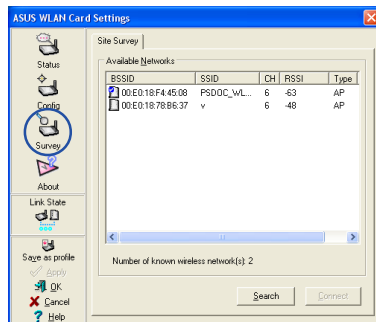 ASUS WLAN Card Settings
Status
Config
Survey
About
Link State
Save as profile
Apply
OK
Cancel
Help
Site Survey
Available Networks
BSSID SSID CH RSSI Type
00:E0:18:F4:45:08 PSDOC_WL... 6 -63 AP
00:E0:18:78:B6:37 v 6 -48 AP
Number of known wireless network(s): 2
Search Connect